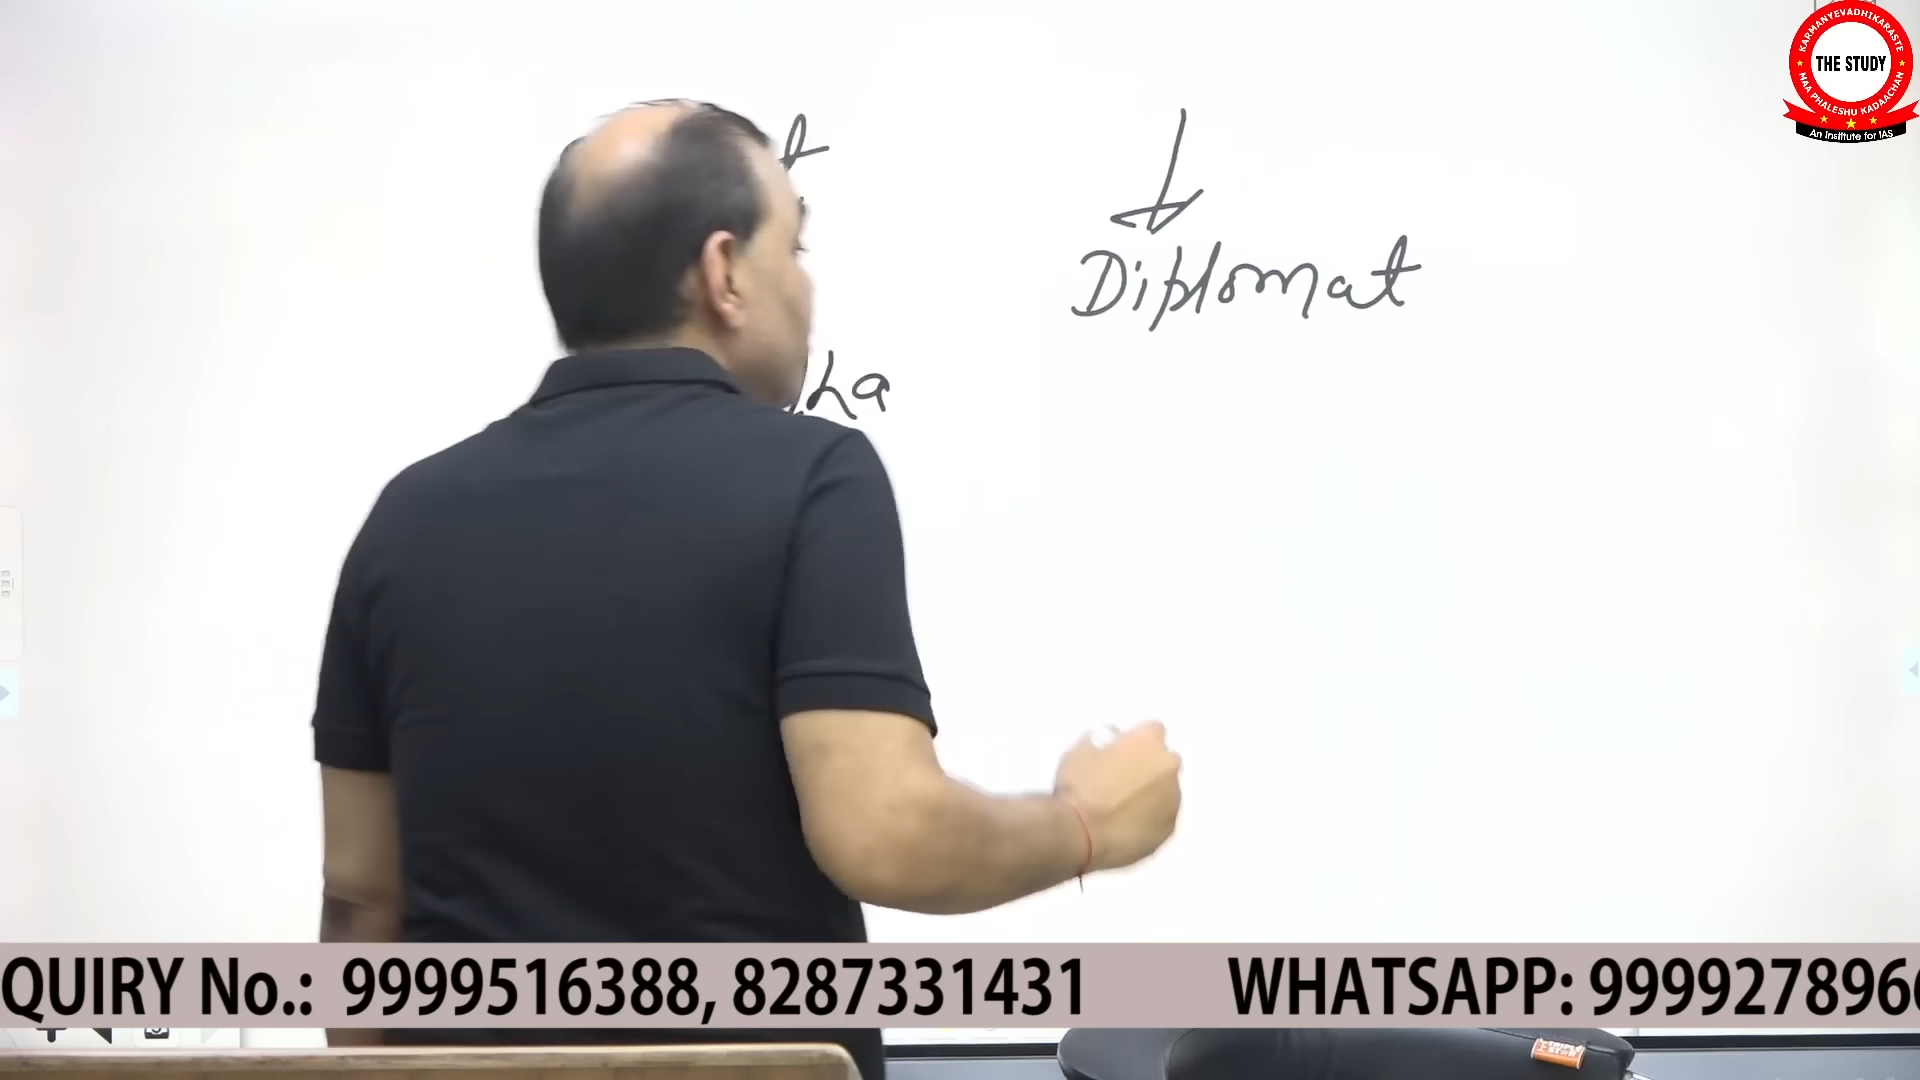 KARMANYEVADHIKARASTE
THE STUDY
MAA PHALESHU KADAACHAN
An Institute for IAS
Diplomat
QUIRY No.: 9999516388, 8287331431 WHATSAPP: 999927896